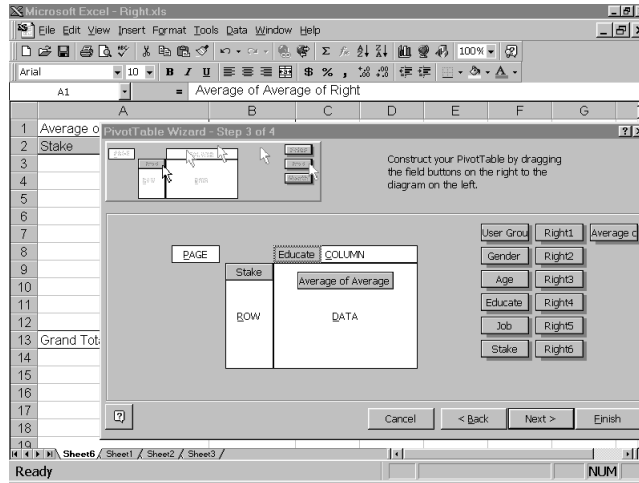 Microsoft Excel - Right.xls
File Edit View Insert Format Tools Data Window Help
100%
Arial 10 B I U $ % ,
A1 = Average of Average of Right
A B C D E F G
1 Average o
PivotTable Wizard - Step 3 of 4
2 Stake
3
4
5
6
7
8
9
10
11
12
13 Grand Tot
14
15
16
17
18
19
PAGE
ROW
DATA
Construct your PivotTable by dragging
the field buttons on the right to the
diagram on the left.
User Grou Right1 Average o
PAGE Educate COLUMN Gender Right2
Stake Average of Average Age Right3
Educate Right4
ROW DATA Job Right5
Stake Right6
Cancel < Back Next > Finish
Sheet6 Sheet1 Sheet2 Sheet3
Ready NUM